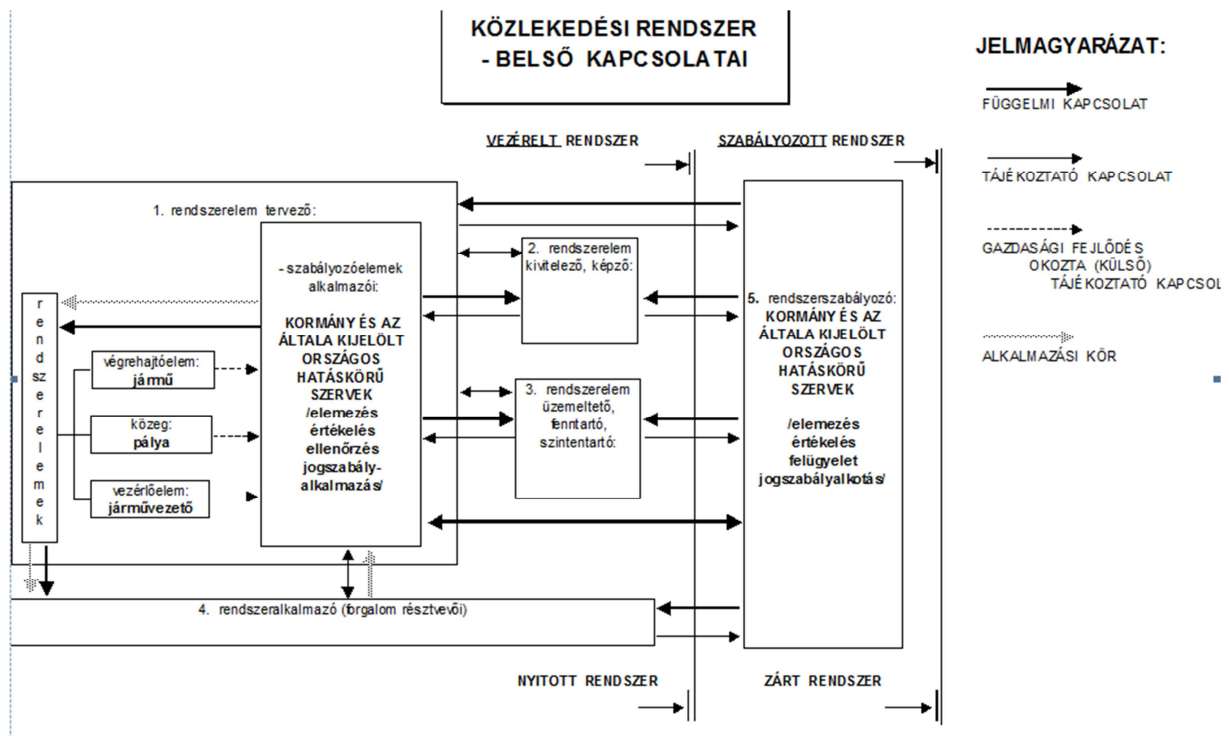 KÖZLEKEDÉSI RENDSZER
- BELSŐ KAPCSOLATAI
JELMAGYARÁZAT:
FÜGGELMI KAPCSOLAT
TÁJÉKOZTATÓ KAPCSOLAT
GAZDASÁGI FEJLŐDÉS
OKOZTA (KÜLSŐ)
TÁJÉKOZTATÓ KAPCSOL
ALKALMAZÁSI KÖR
VEZÉRELT RENDSZER
SZABÁLYOZOTT RENDSZER
1. rendszerelem tervező:
- szabályozóelemek
alkalmazói:
KORMÁNY ÉS AZ
ÁLTALA KIJELÖLT
ORSZÁGOS
HATÁSKÖRŰ
SZERVEK
/elemezés
értékelés
ellenőrzés
jogszabály-
alkalmazás/
rendszerelemek
végrehajtóelem:
jármű
közeg:
pálya
vezérlőelem:
járművezető
2. rendszerelem
kivitelező, képző:
3. rendszerelem
üzemeltető,
fenntartó,
szintentartó:
5. rendszerszabályozó:
KORMÁNY ÉS AZ
ÁLTALA KIJELÖLT
ORSZÁGOS
HATÁSKÖRŰ
SZERVEK
/elemezés
értékelés
felügyelet
jogszabályalkotás/
4. rendszeralkalmazó (forgalom résztvevői)
NYITOTT RENDSZER
ZÁRT RENDSZER